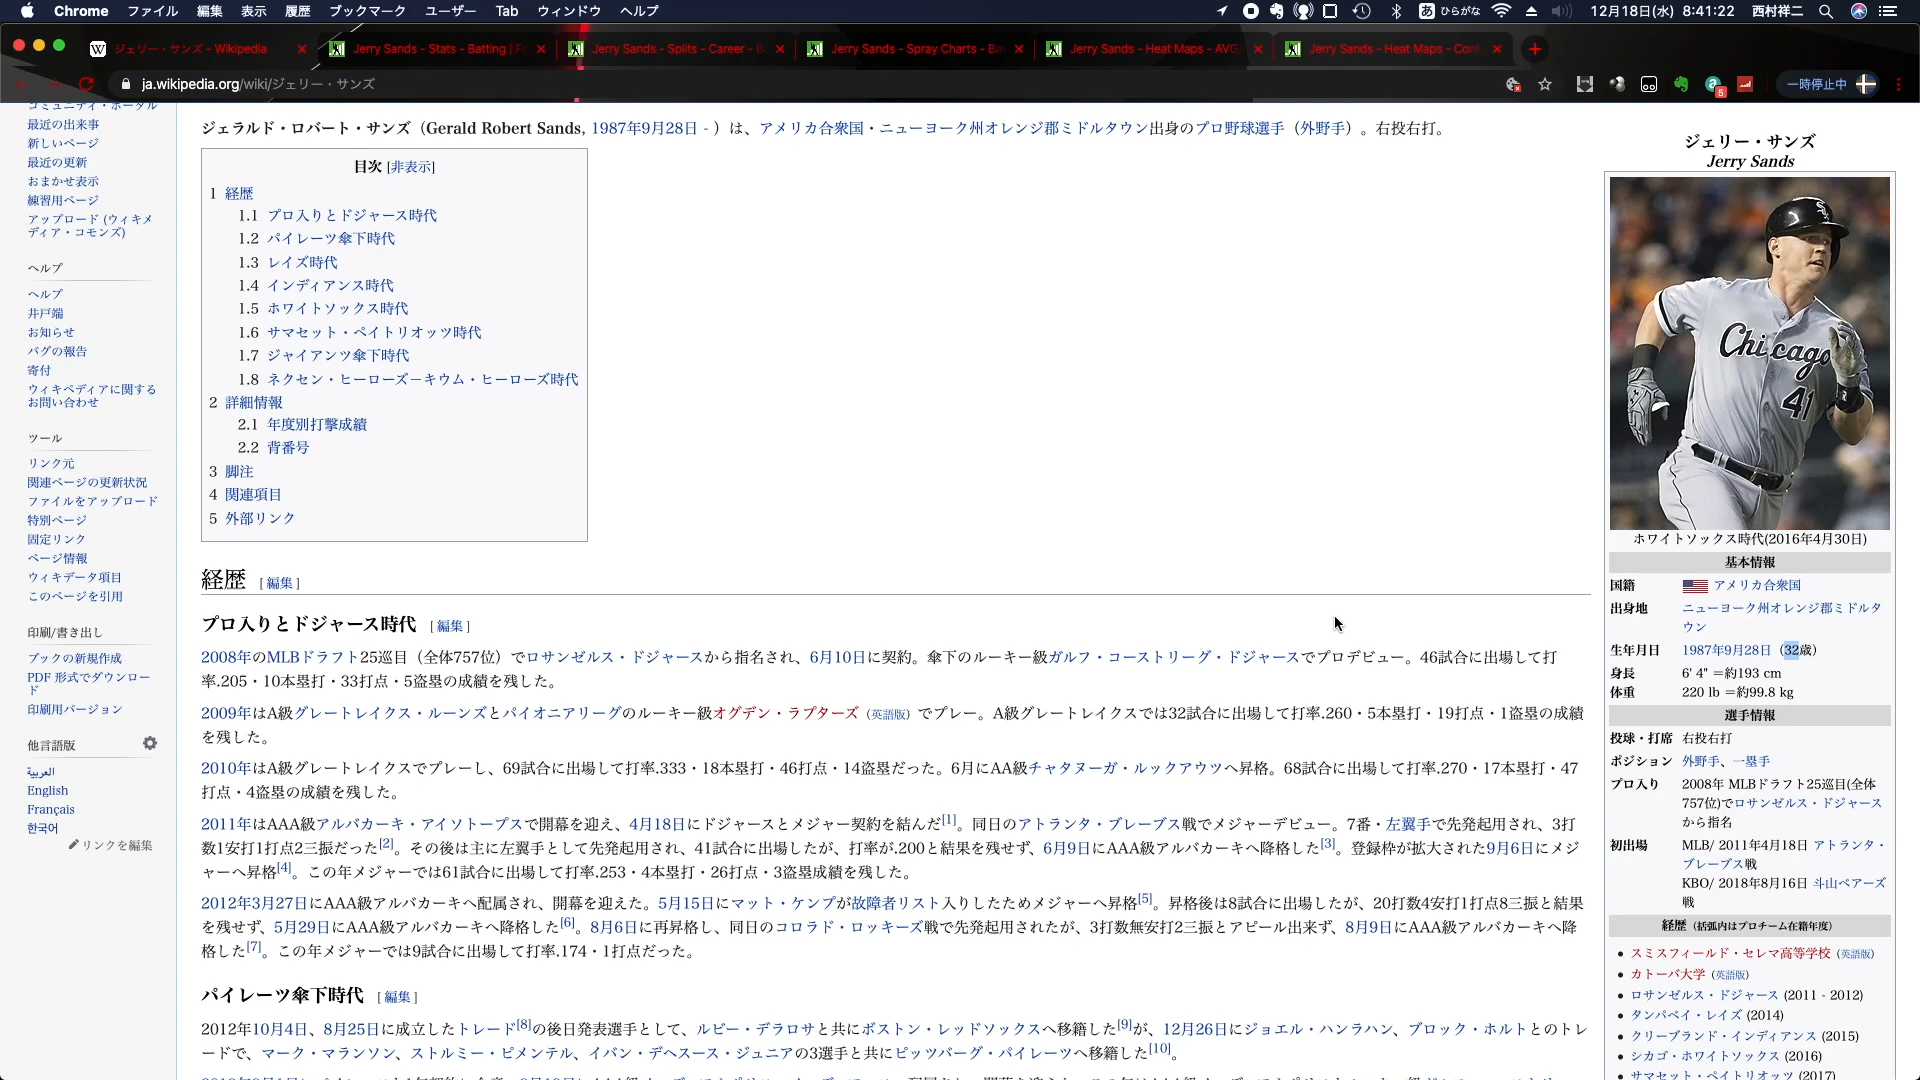 Chrome ファイル 編集 表示 履歴 ブックマーク ユーザー Tab ウィンドウ ヘルプ
あ ひらがな 12月18日(水) 8:41:22 西村祥二
ジェリー・サンズ - Wikipedia
Jerry Sands - Stats - Batting | F
Jerry Sands - Splits - Career - B
Jerry Sands - Spray Charts - Ba
Jerry Sands - Heat Maps - AVG
Jerry Sands - Heat Maps - Cont
ja.wikipedia.org/wiki/ジェリー・サンズ
5
一時停止中
コミュニティ・ポータル
最近の出来事
新しいページ
最近の更新
おまかせ表示
練習用ページ
アップロード (ウィキメ
ディア・コモンズ)
ヘルプ
ヘルプ
井戸端
お知らせ
バグの報告
寄付
ウィキペディアに関する
お問い合わせ
ツール
リンク元
関連ページの更新状況
ファイルをアップロード
特別ページ
固定リンク
ページ情報
ウィキデータ項目
このページを引用
印刷/書き出し
ブックの新規作成
PDF 形式でダウンロー
ド
印刷用バージョン
他言語版
العربية
English
Français
한국어
リンクを編集
ジェラルド・ロバート・サンズ（Gerald Robert Sands, 1987年9月28日 - ）は、アメリカ合衆国・ニューヨーク州オレンジ郡ミドルタウン出身のプロ野球選手（外野手）。右投右打。
目次 [非表示]
1 経歴
1.1 プロ入りとドジャース時代
1.2 パイレーツ傘下時代
1.3 レイズ時代
1.4 インディアンス時代
1.5 ホワイトソックス時代
1.6 サマセット・ペイトリオッツ時代
1.7 ジャイアンツ傘下時代
1.8 ネクセン・ヒーローズ－キウム・ヒーローズ時代
2 詳細情報
2.1 年度別打撃成績
2.2 背番号
3 脚注
4 関連項目
5 外部リンク
経歴 [ 編集 ]
プロ入りとドジャース時代 [ 編集 ]
2008年のMLBドラフト25巡目（全体757位）でロサンゼルス・ドジャースから指名され、6月10日に契約。傘下のルーキー級ガルフ・コーストリーグ・ドジャースでプロデビュー。46試合に出場して打
率.205・10本塁打・33打点・5盗塁の成績を残した。
2009年はA級グレートレイクス・ルーンズとパイオニアリーグのルーキー級オグデン・ラプターズ（英語版）でプレー。A級グレートレイクスでは32試合に出場して打率.260・5本塁打・19打点・1盗塁の成績
を残した。
2010年はA級グレートレイクスでプレーし、69試合に出場して打率.333・18本塁打・46打点・14盗塁だった。6月にAA級チャタヌーガ・ルックアウツへ昇格。68試合に出場して打率.270・17本塁打・47
打点・4盗塁の成績を残した。
2011年はAAA級アルバカーキ・アイソトープスで開幕を迎え、4月18日にドジャースとメジャー契約を結んだ[1]。同日のアトランタ・ブレーブス戦でメジャーデビュー。7番・左翼手で先発起用され、3打
数1安打1打点2三振だった[2]。その後は主に左翼手として先発起用され、41試合に出場したが、打率が.200と結果を残せず、6月9日にAAA級アルバカーキへ降格した[3]。登録枠が拡大された9月6日にメジ
ャーへ昇格[4]。この年メジャーでは61試合に出場して打率.253・4本塁打・26打点・3盗塁成績を残した。
2012年3月27日にAAA級アルバカーキへ配属され、開幕を迎えた。5月15日にマット・ケンプが故障者リスト入りしたためメジャーへ昇格[5]。昇格後は8試合に出場したが、20打数4安打1打点8三振と結果
を残せず、5月29日にAAA級アルバカーキへ降格した[6]。8月6日に再昇格し、同日のコロラド・ロッキーズ戦で先発起用されたが、3打数無安打2三振とアピール出来ず、8月9日にAAA級アルバカーキへ降
格した[7]。この年メジャーでは9試合に出場して打率.174・1打点だった。
パイレーツ傘下時代 [ 編集 ]
2012年10月4日、8月25日に成立したトレード[8]の後日発表選手として、ルビー・デラロサと共にボストン・レッドソックスへ移籍した[9]が、12月26日にジョエル・ハンラハン、ブロック・ホルトとのトレ
ードで、マーク・マランソン、ストルミー・ピメンテル、イバン・デヘスース・ジュニアの3選手と共にピッツバーグ・パイレーツへ移籍した[10]。
ジェリー・サンズ
Jerry Sands
Chicago
41
ホワイトソックス時代(2016年4月30日)
基本情報
国籍 アメリカ合衆国
出身地 ニューヨーク州オレンジ郡ミドルタ
ウン
生年月日 1987年9月28日（32歳）
身長 6' 4" ＝約193 cm
体重 220 lb ＝約99.8 kg
選手情報
投球・打席 右投右打
ポジション 外野手、一塁手
プロ入り 2008年 MLBドラフト25巡目(全体
757位)でロサンゼルス・ドジャース
から指名
初出場 MLB/ 2011年4月18日 アトランタ・
ブレーブス戦
KBO/ 2018年8月16日 斗山ベアーズ
戦
経歴（括弧内はプロチーム在籍年度）
スミスフィールド・セレマ高等学校（英語版）
カトーバ大学（英語版）
ロサンゼルス・ドジャース (2011 - 2012)
タンパベイ・レイズ (2014)
クリーブランド・インディアンス (2015)
シカゴ・ホワイトソックス (2016)
サマセット・ペイトリオッツ (2017)